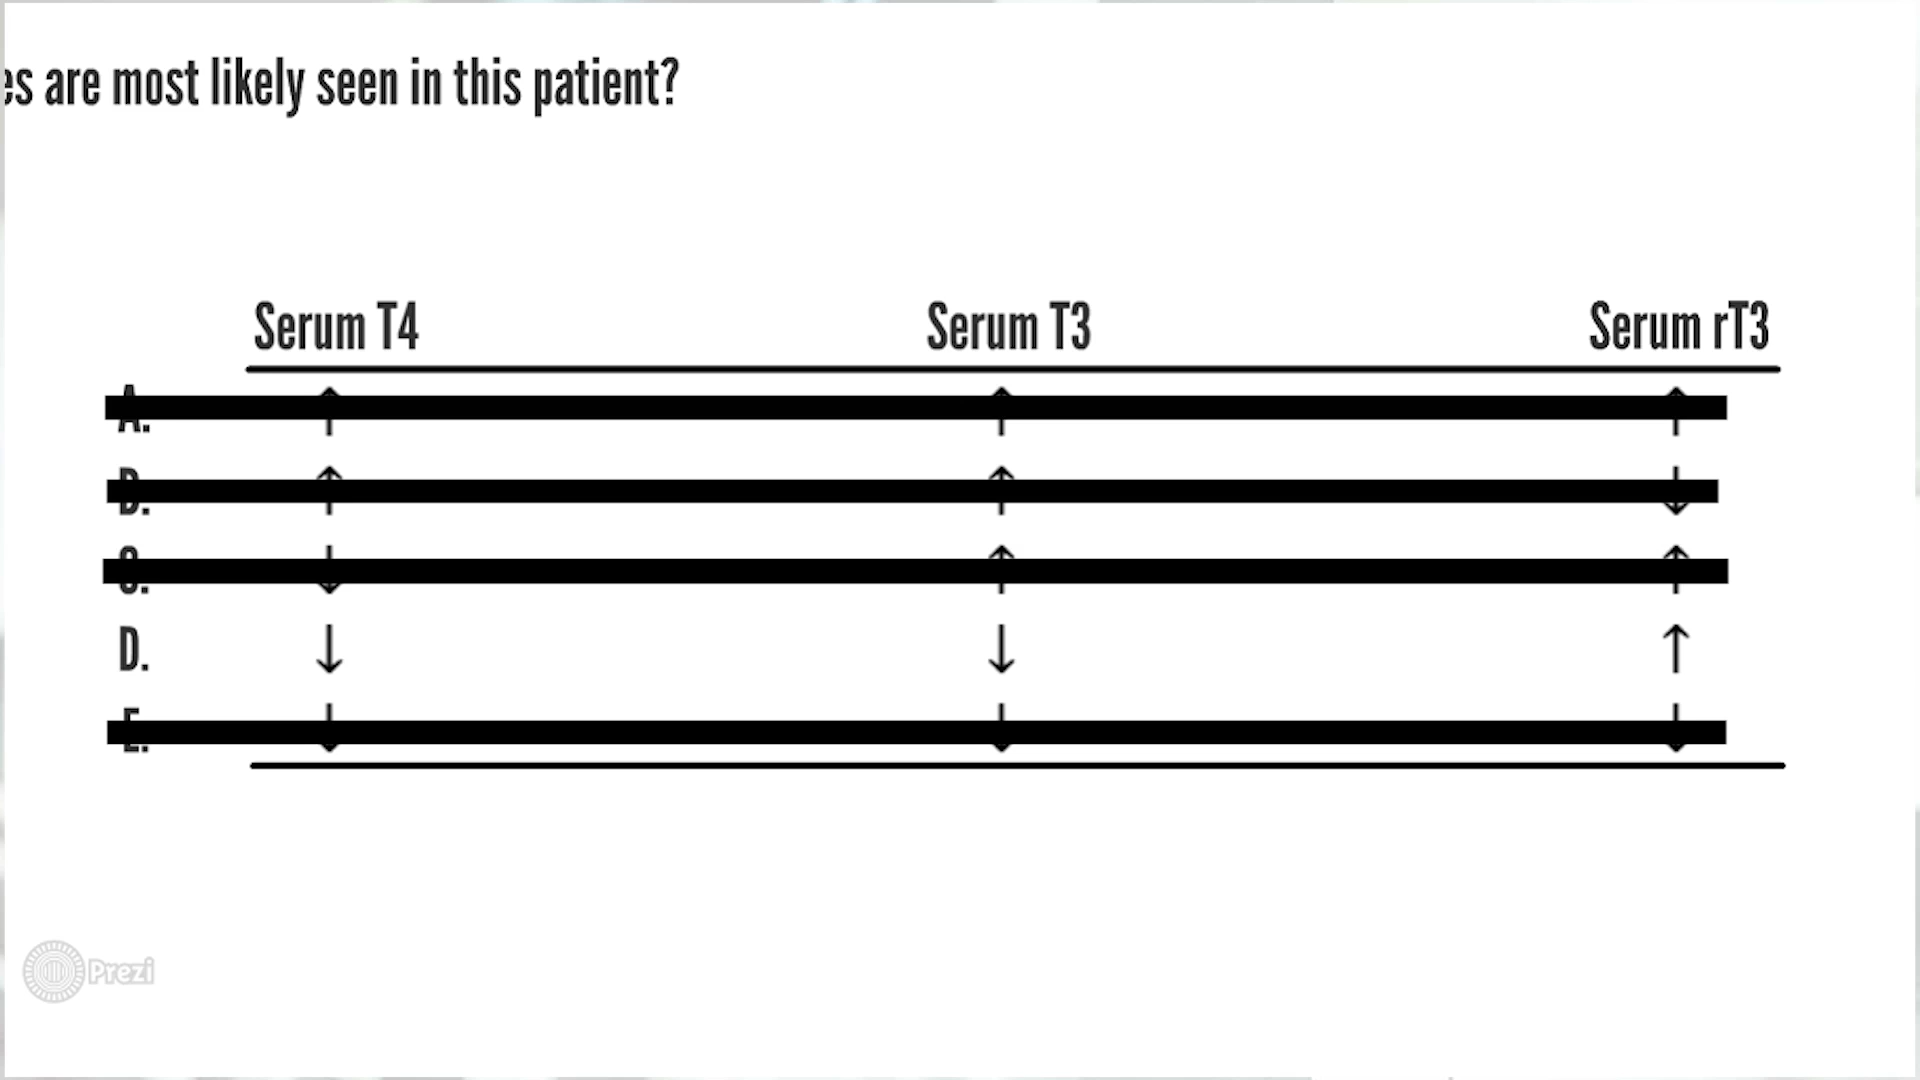 es are most likely seen in this patient?
Serum T4 Serum T3 Serum rT3
A. ↑ ↑ ↑
B. ↑ ↑ ↓
C. ↓ ↑ ↑
D. ↓ ↓ ↑
E. ↓ ↓ ↓
Prezi